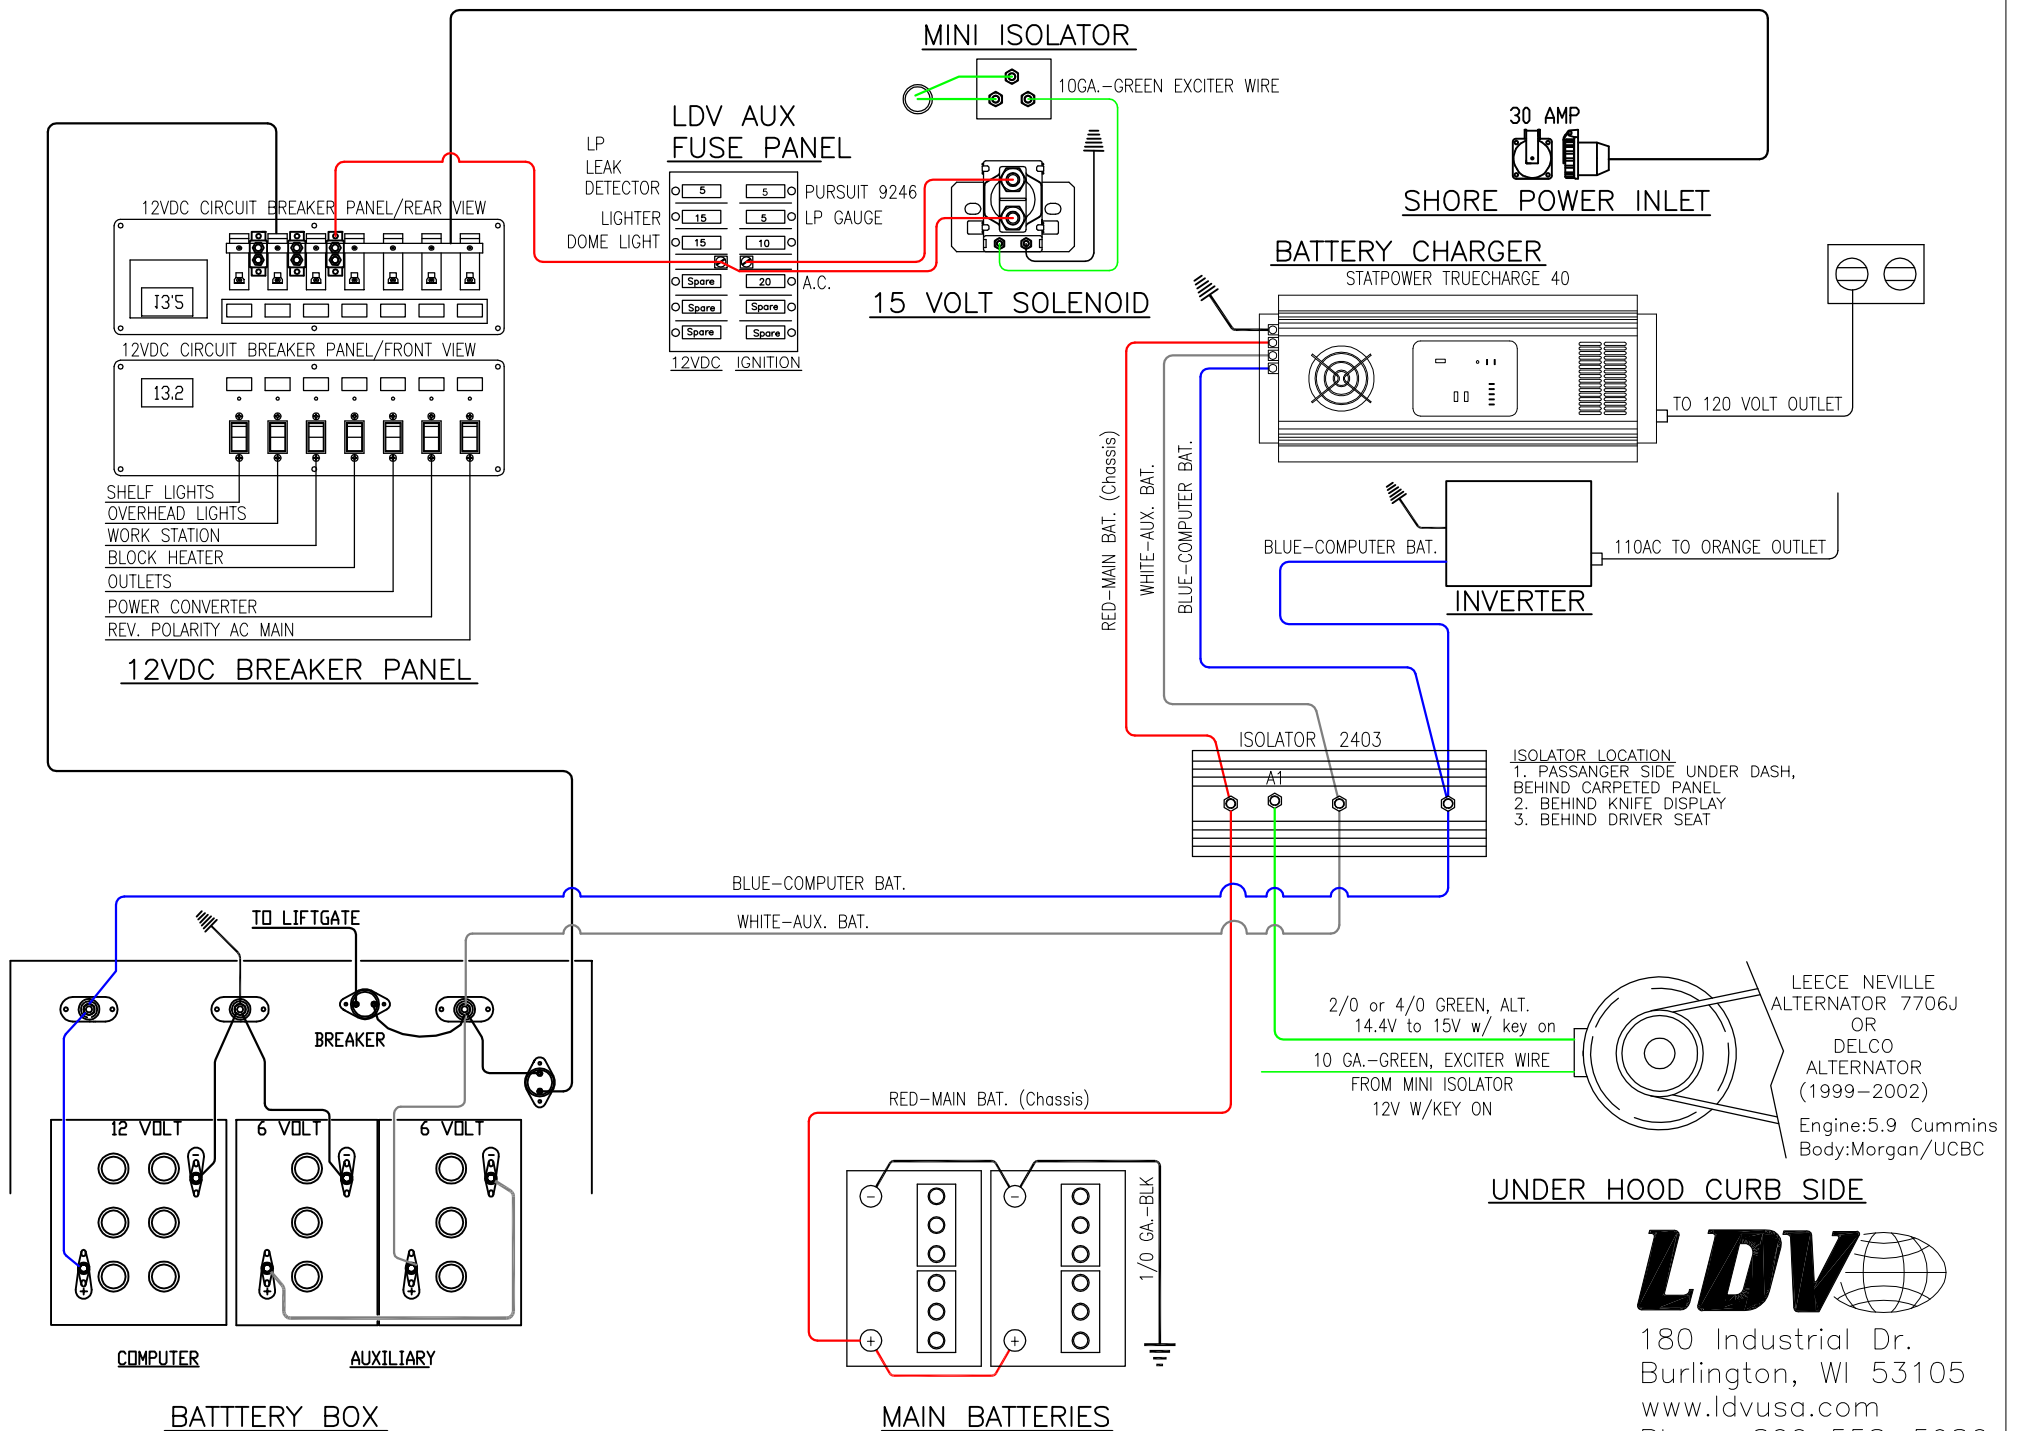 MINI ISOLATOR
10GA.-GREEN EXCITER WIRE
LDV AUX
FUSE PANEL
LP
LEAK
DETECTOR
5
5
PURSUIT 9246
LIGHTER
15
5
LP GAUGE
DOME LIGHT
15
10
Spare
20
A.C.
Spare
Spare
Spare
Spare
12VDC
IGNITION
15 VOLT SOLENOID
30 AMP
SHORE POWER INLET
12VDC CIRCUIT BREAKER PANEL/REAR VIEW
13'5
12VDC CIRCUIT BREAKER PANEL/FRONT VIEW
13.2
SHELF LIGHTS
OVERHEAD LIGHTS
WORK STATION
BLOCK HEATER
OUTLETS
POWER CONVERTER
REV. POLARITY AC MAIN
12VDC BREAKER PANEL
BATTERY CHARGER
STATPOWER TRUECHARGE 40
TO 120 VOLT OUTLET
RED-MAIN BAT. (Chassis)
WHITE-AUX. BAT.
BLUE-COMPUTER BAT.
BLUE-COMPUTER BAT.
110AC TO ORANGE OUTLET
INVERTER
ISOLATOR 2403
A1
ISOLATOR LOCATION
1. PASSANGER SIDE UNDER DASH,
BEHIND CARPETED PANEL
2. BEHIND KNIFE DISPLAY
3. BEHIND DRIVER SEAT
BLUE-COMPUTER BAT.
WHITE-AUX. BAT.
TO LIFTGATE
BREAKER
12 VOLT
6 VOLT
6 VOLT
COMPUTER
AUXILIARY
BATTTERY BOX
RED-MAIN BAT. (Chassis)
1/0 GA.-BLK
MAIN BATTERIES
2/0 or 4/0 GREEN, ALT.
14.4V to 15V w/ key on
10 GA.-GREEN, EXCITER WIRE
FROM MINI ISOLATOR
12V W/KEY ON
LEECE NEVILLE
ALTERNATOR 7706J
OR
DELCO
ALTERNATOR
(1999-2002)
Engine:5.9 Cummins
Body:Morgan/UCBC
UNDER HOOD CURB SIDE
LDV
180 Industrial Dr.
Burlington, WI 53105
www.ldvusa.com